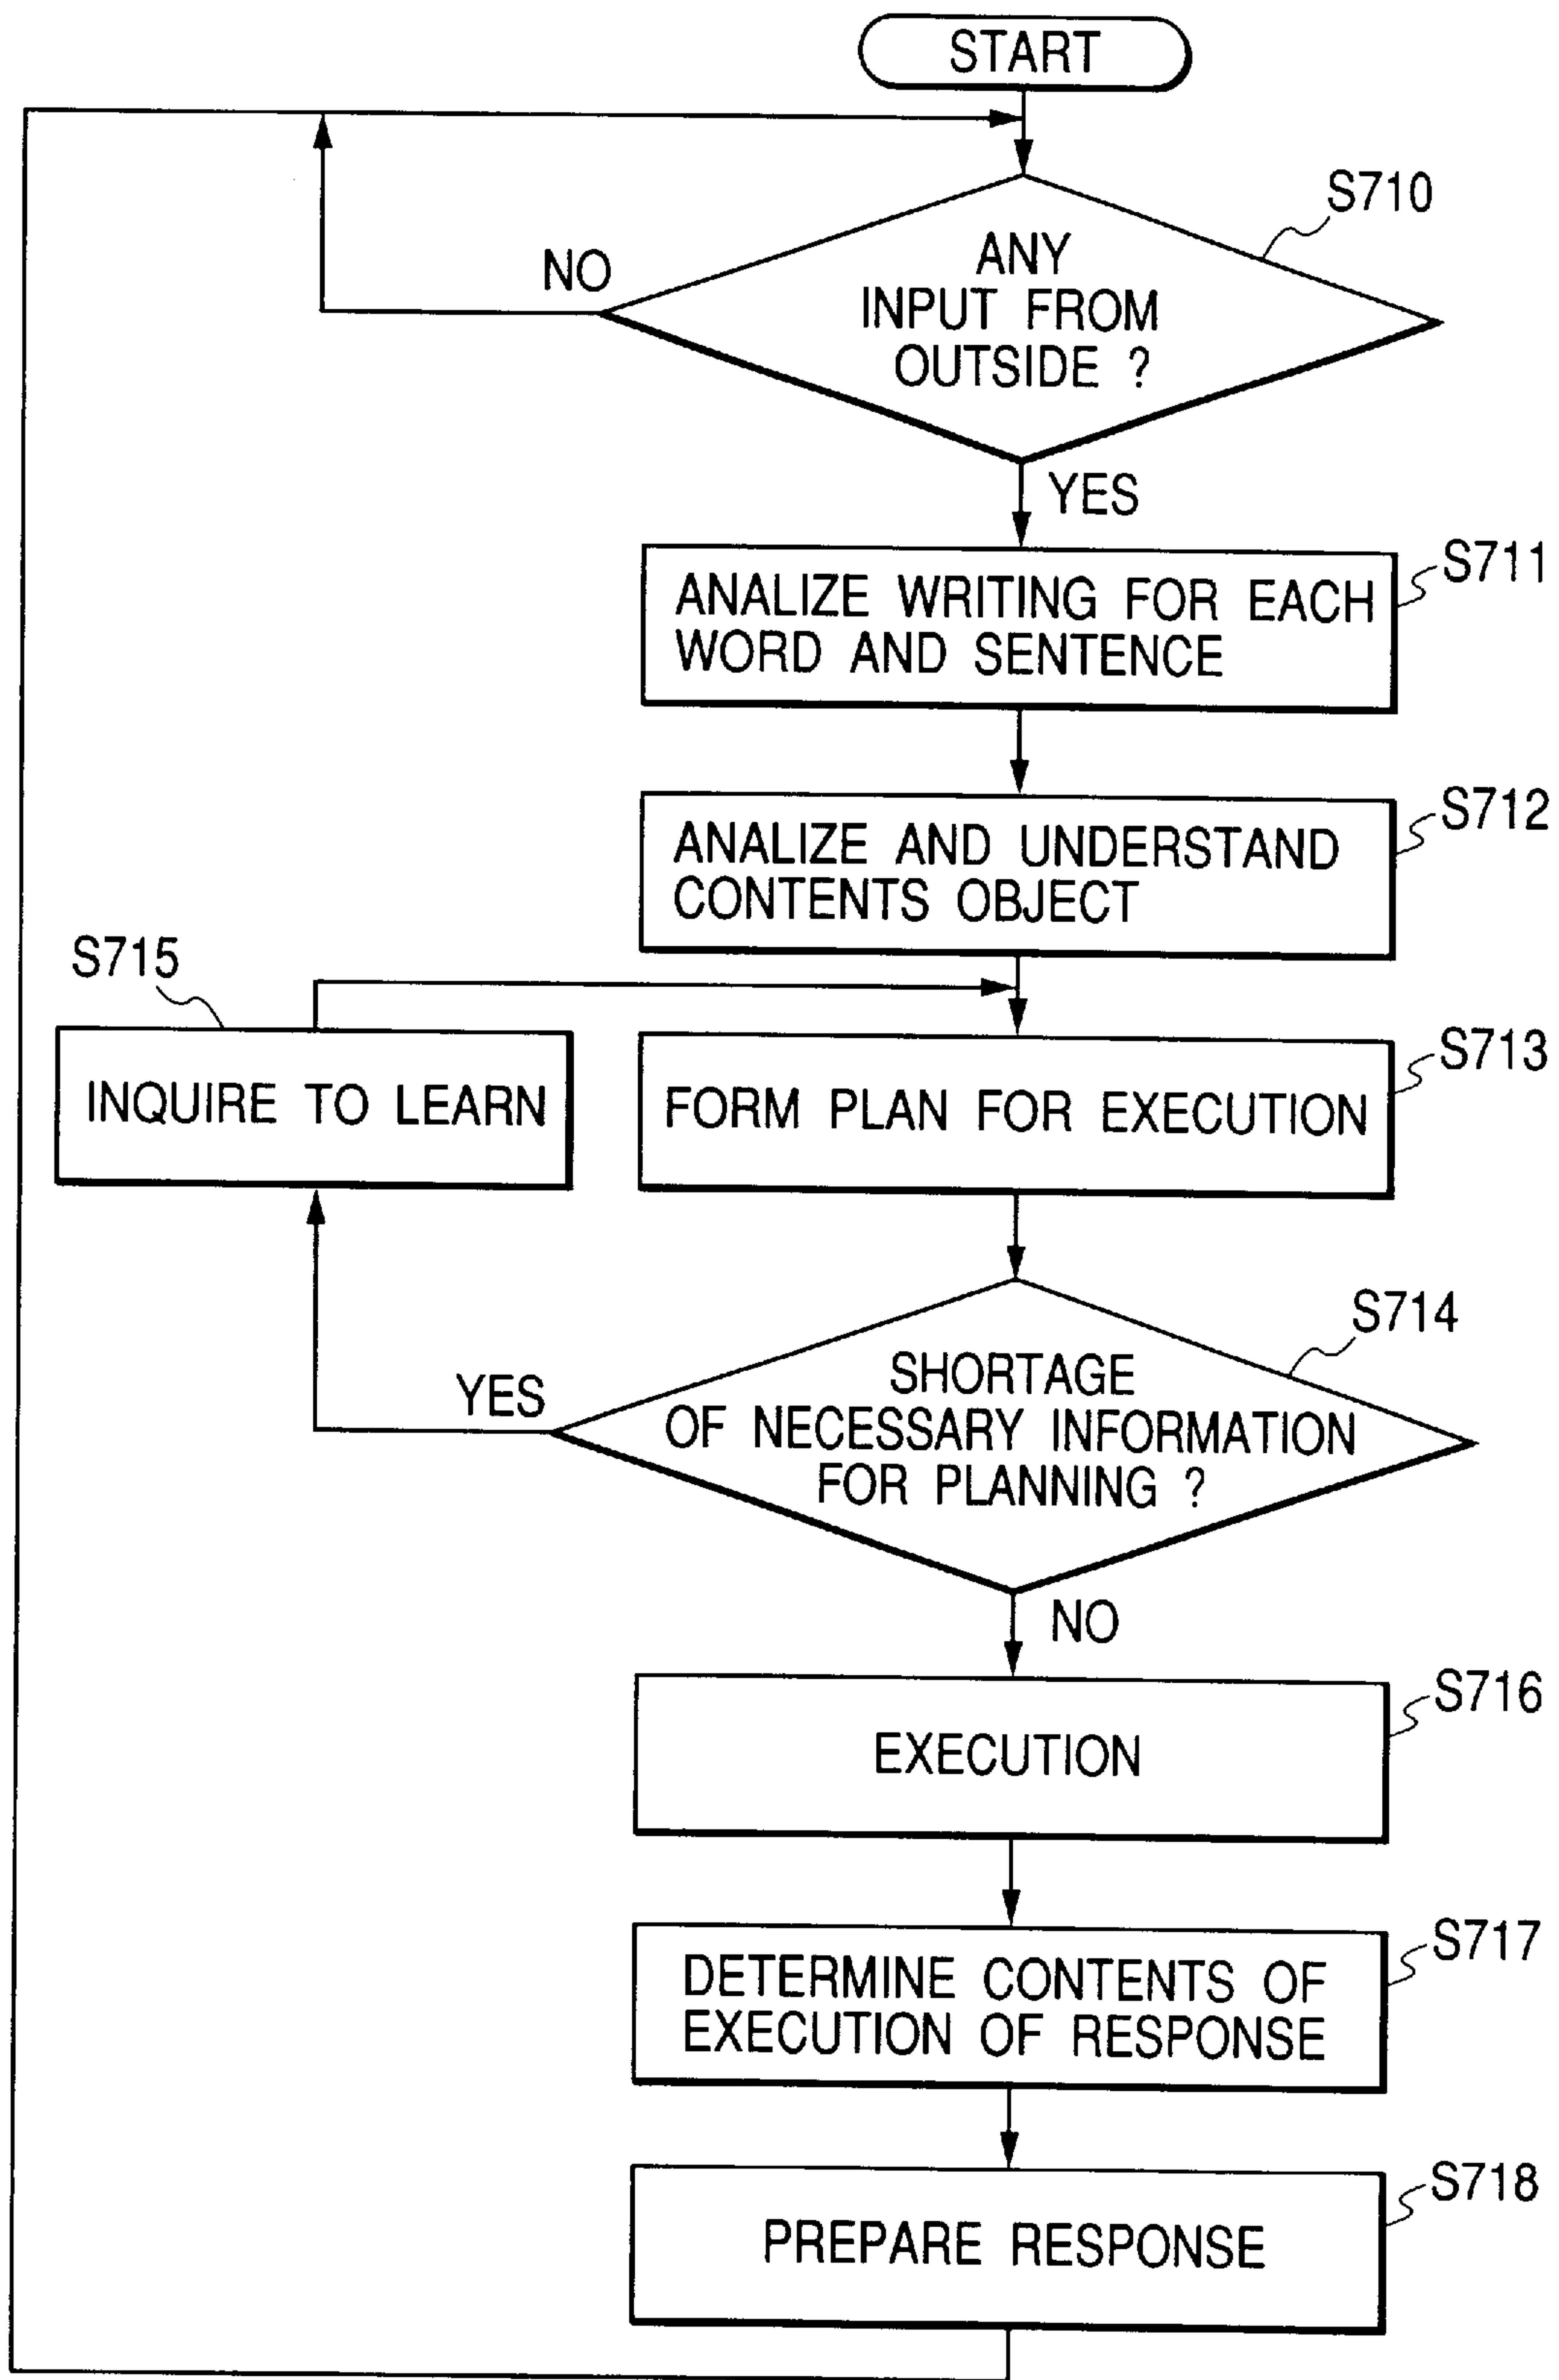 START
S710
ANY
INPUT FROM
OUTSIDE ?
NO
YES
S711
ANALIZE WRITING FOR EACH
WORD AND SENTENCE
S712
ANALIZE AND UNDERSTAND
CONTENTS OBJECT
S715
INQUIRE TO LEARN
S713
FORM PLAN FOR EXECUTION
S714
SHORTAGE
OF NECESSARY INFORMATION
FOR PLANNING ?
YES
NO
S716
EXECUTION
S717
DETERMINE CONTENTS OF
EXECUTION OF RESPONSE
S718
PREPARE RESPONSE